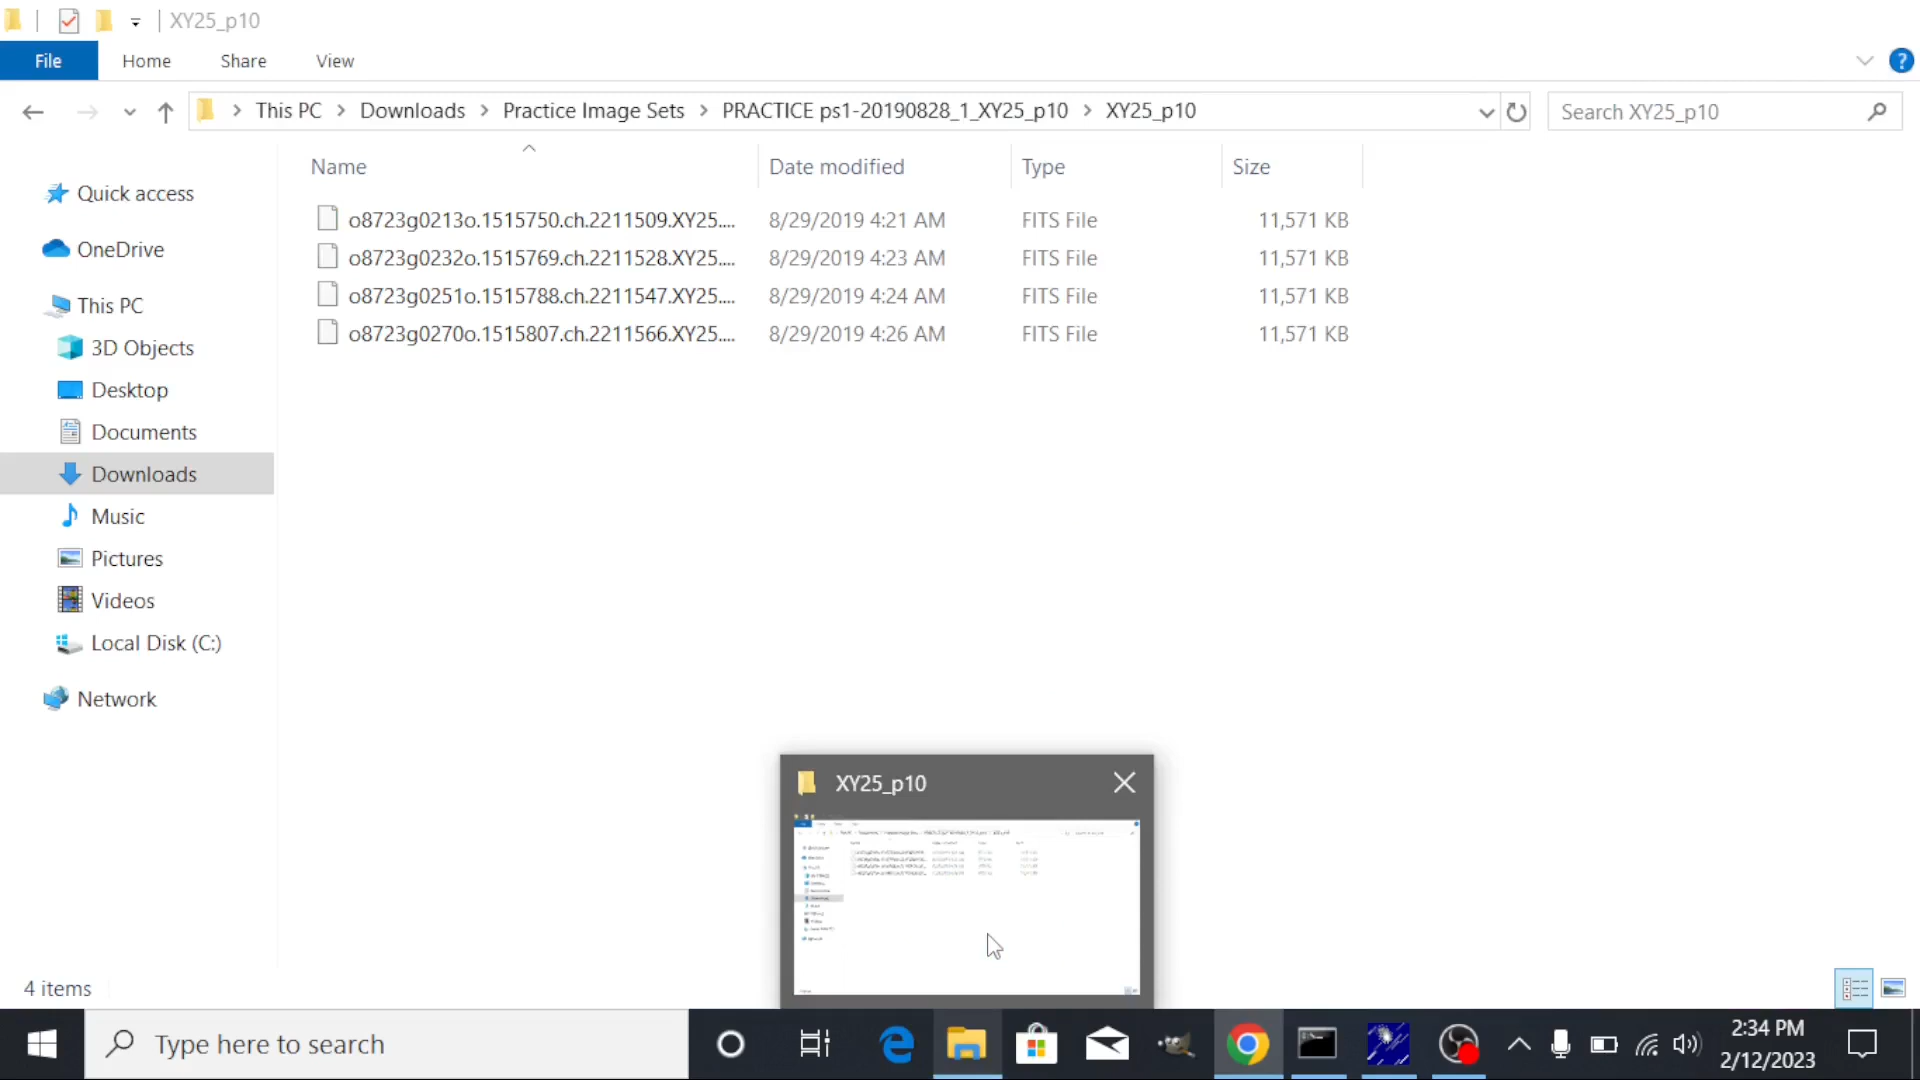 XY25_p10
File Home Share View
This PC Downloads Practice Image Sets PRACTICE ps1-20190828_1_XY25_p10 XY25_p10 Search XY25_p10
Name Date modified Type Size
Quick access
OneDrive
This PC
3D Objects
Desktop
Documents
Downloads
Music
Pictures
Videos
Local Disk (C:)
Network
o8723g0213o.1515750.ch.2211509.XY25.... 8/29/2019 4:21 AM FITS File 11,571 KB
o8723g0232o.1515769.ch.2211528.XY25.... 8/29/2019 4:23 AM FITS File 11,571 KB
o8723g0251o.1515788.ch.2211547.XY25.... 8/29/2019 4:24 AM FITS File 11,571 KB
o8723g0270o.1515807.ch.2211566.XY25.... 8/29/2019 4:26 AM FITS File 11,571 KB
XY25_p10
4 items
Type here to search
2:34 PM
2/12/2023